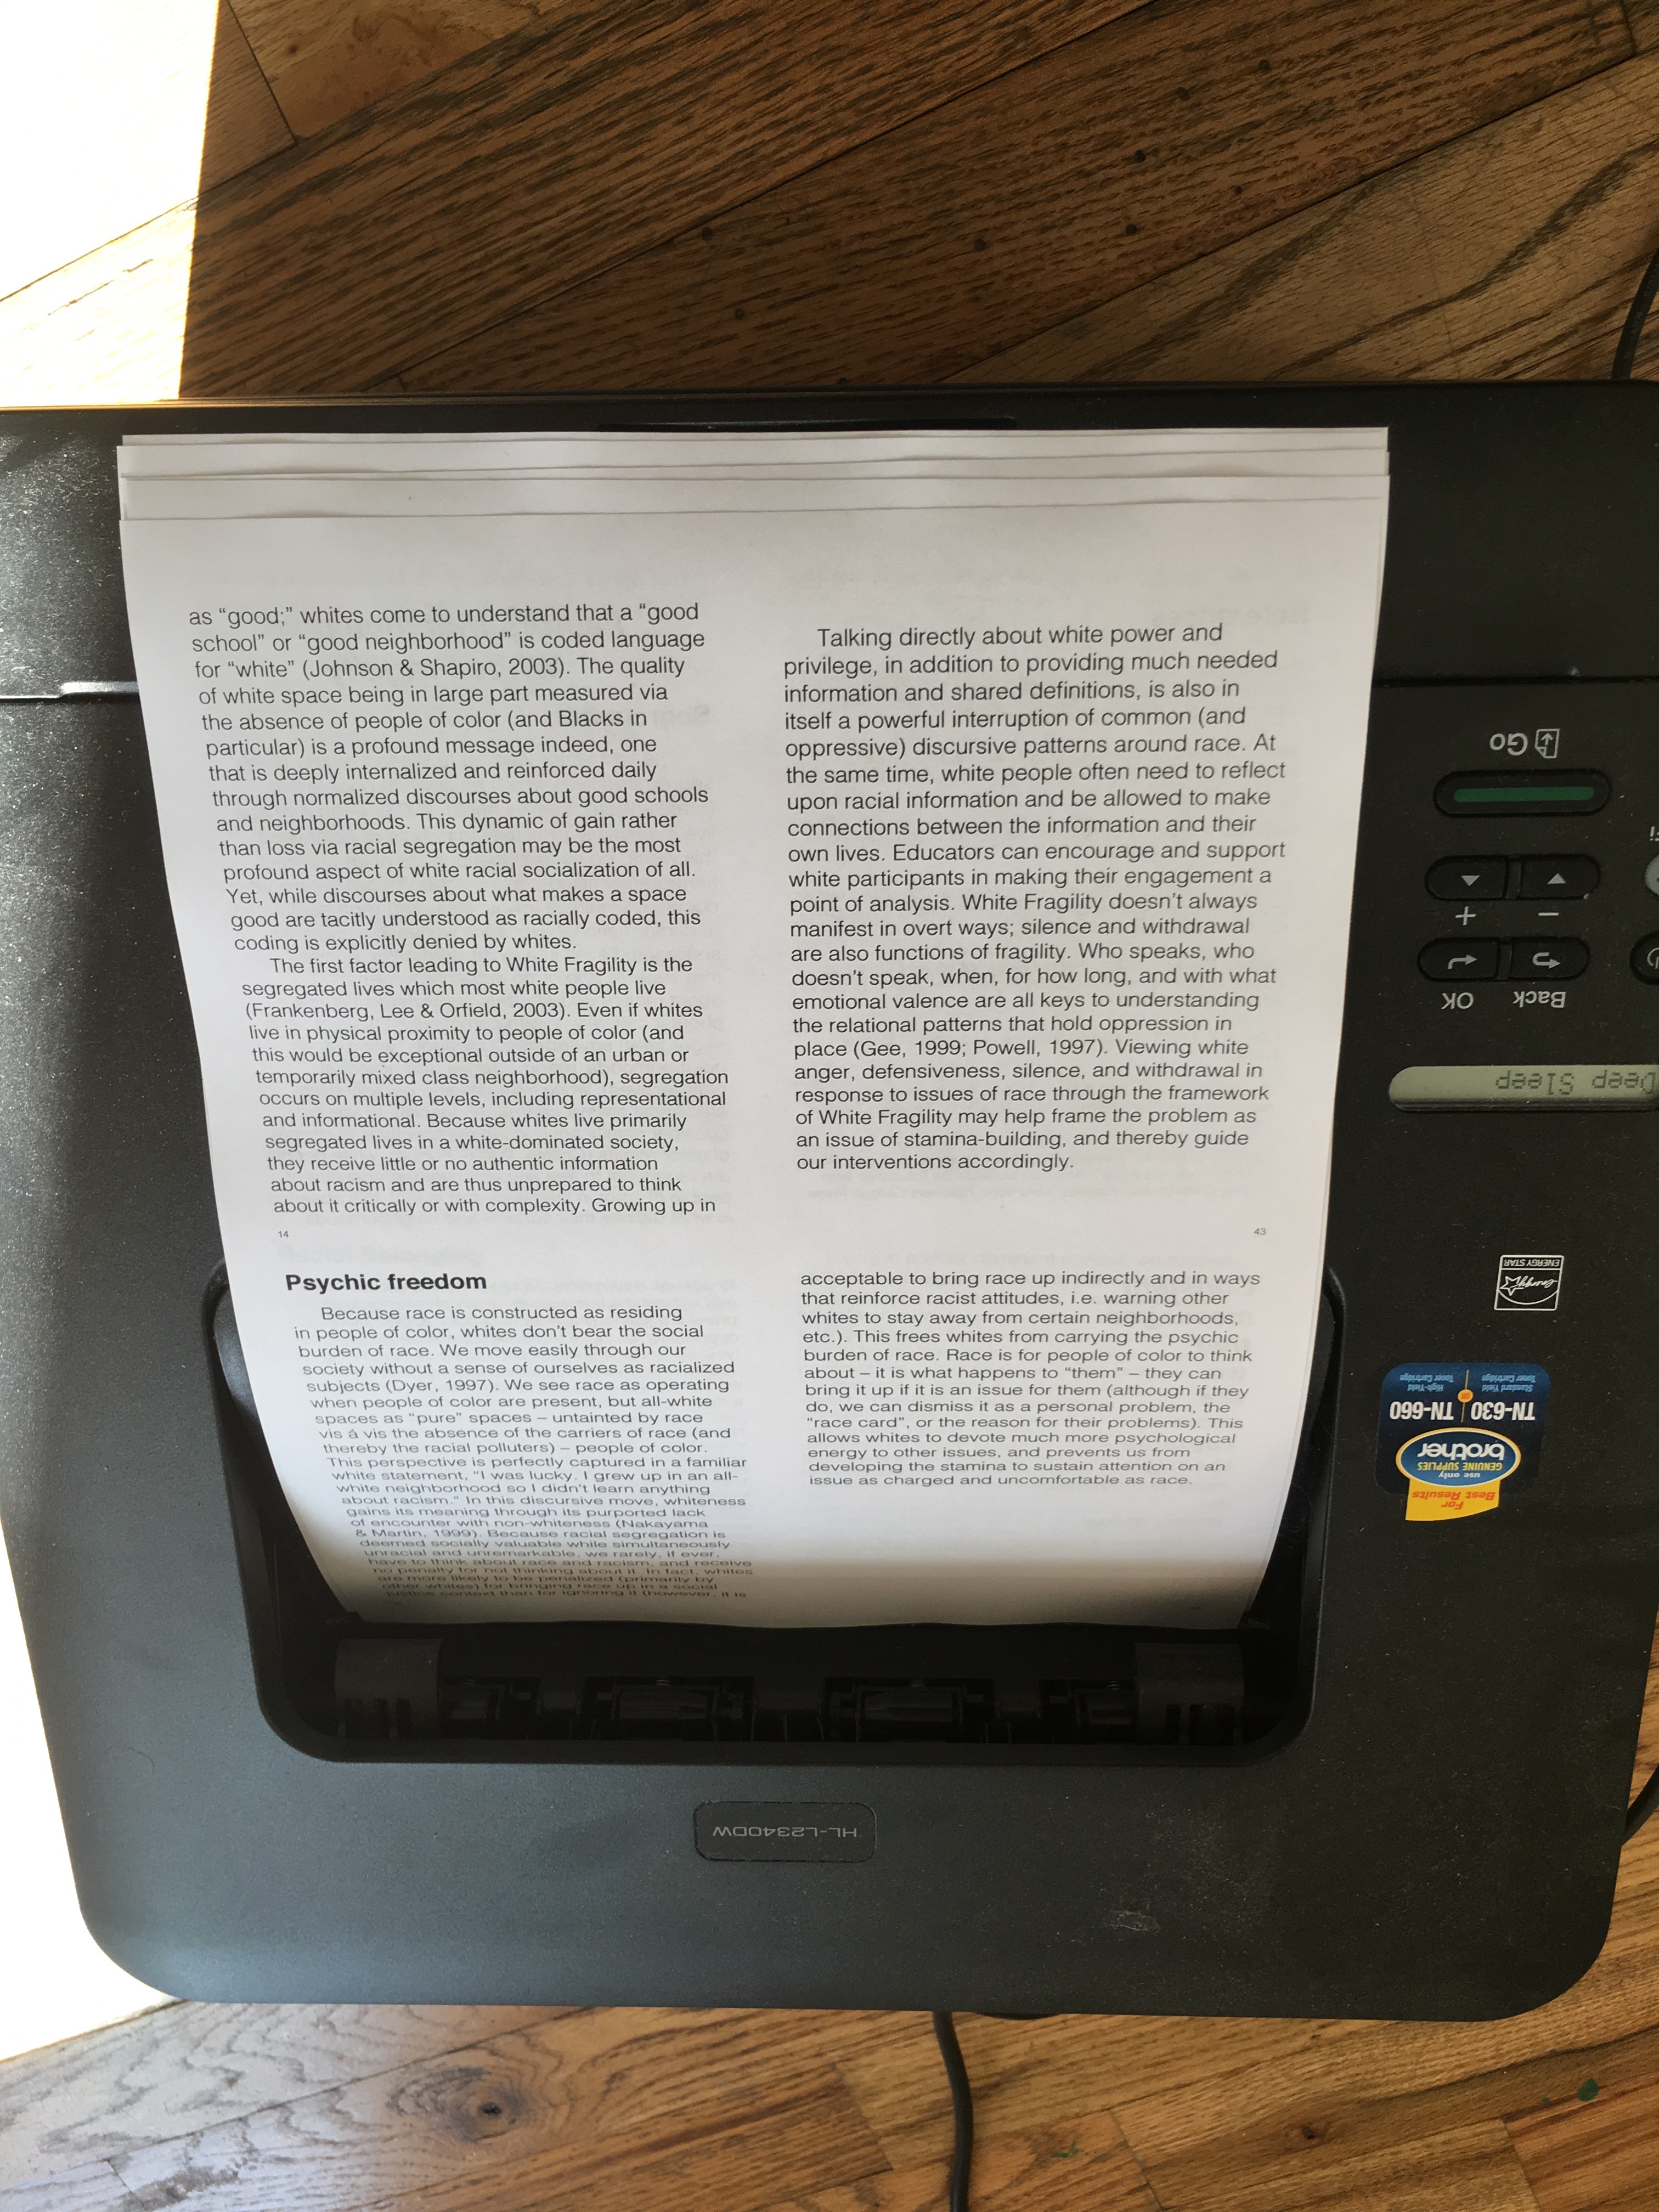 as “good;” whites come to understand that a “good
school” or “good neighborhood” is coded language
for “white” (Johnson & Shapiro, 2003). The quality
of white space being in large part measured via
the absence of people of color (and Blacks in
particular) is a profound message indeed, one
that is deeply internalized and reinforced daily
through normalized discourses about good schools
and neighborhoods. This dynamic of gain rather
than loss via racial segregation may be the most
profound aspect of white racial socialization of all.
Yet, while discourses about what makes a space
good are tacitly understood as racially coded, this
coding is explicitly denied by whites.
The first factor leading to White Fragility is the
segregated lives which most white people live
(Frankenberg, Lee & Orfield, 2003). Even if whites
live in physical proximity to people of color (and
this would be exceptional outside of an urban or
temporarily mixed class neighborhood), segregation
occurs on multiple levels, including representational
and informational. Because whites live primarily
segregated lives in a white-dominated society,
they receive little or no authentic information
about racism and are thus unprepared to think
about it critically or with complexity. Growing up in
14
Talking directly about white power and
privilege, in addition to providing much needed
information and shared definitions, is also in
itself a powerful interruption of common (and
oppressive) discursive patterns around race. At
the same time, white people often need to reflect
upon racial information and be allowed to make
connections between the information and their
own lives. Educators can encourage and support
white participants in making their engagement a
point of analysis. White Fragility doesn’t always
manifest in overt ways; silence and withdrawal
are also functions of fragility. Who speaks, who
doesn’t speak, when, for how long, and with what
emotional valence are all keys to understanding
the relational patterns that hold oppression in
place (Gee, 1999; Powell, 1997). Viewing white
anger, defensiveness, silence, and withdrawal in
response to issues of race through the framework
of White Fragility may help frame the problem as
an issue of stamina-building, and thereby guide
our interventions accordingly.
43
Psychic freedom
Because race is constructed as residing
in people of color, whites don’t bear the social
burden of race. We move easily through our
society without a sense of ourselves as racialized
subjects (Dyer, 1997). We see race as operating
when people of color are present, but all-white
spaces as “pure” spaces – untainted by race
vis á vis the absence of the carriers of race (and
thereby the racial polluters) – people of color.
This perspective is perfectly captured in a familiar
white statement, “I was lucky. I grew up in an all-
white neighborhood so I didn’t learn anything
about racism.” In this discursive move, whiteness
gains its meaning through its purported lack
of encounter with non-whiteness (Nakayama
& Martin, 1999). Because racial segregation is
deemed socially valuable while simultaneously
unracial and unremarkable, we rarely, if ever,
have to think about race and racism, and receive
no penalty for not thinking about it. In fact, whites
are more likely to be penalized (primarily by
other whites) for bringing race up in a social
justice context than for ignoring it (however, it is
acceptable to bring race up indirectly and in ways
that reinforce racist attitudes, i.e. warning other
whites to stay away from certain neighborhoods,
etc.). This frees whites from carrying the psychic
burden of race. Race is for people of color to think
about – it is what happens to “them” – they can
bring it up if it is an issue for them (although if they
do, we can dismiss it as a personal problem, the
“race card”, or the reason for their problems). This
allows whites to devote much more psychological
energy to other issues, and prevents us from
developing the stamina to sustain attention on an
issue as charged and uncomfortable as race.
Go
+ −
OK Back
Deep Sleep
ENERGY STAR
For
Best Results
use only
GENUINE SUPPLIES
brother
TN-630 or TN-660
Standard Yield
Toner Cartridge
High-Yield
Toner Cartridge
HL-L2340DW